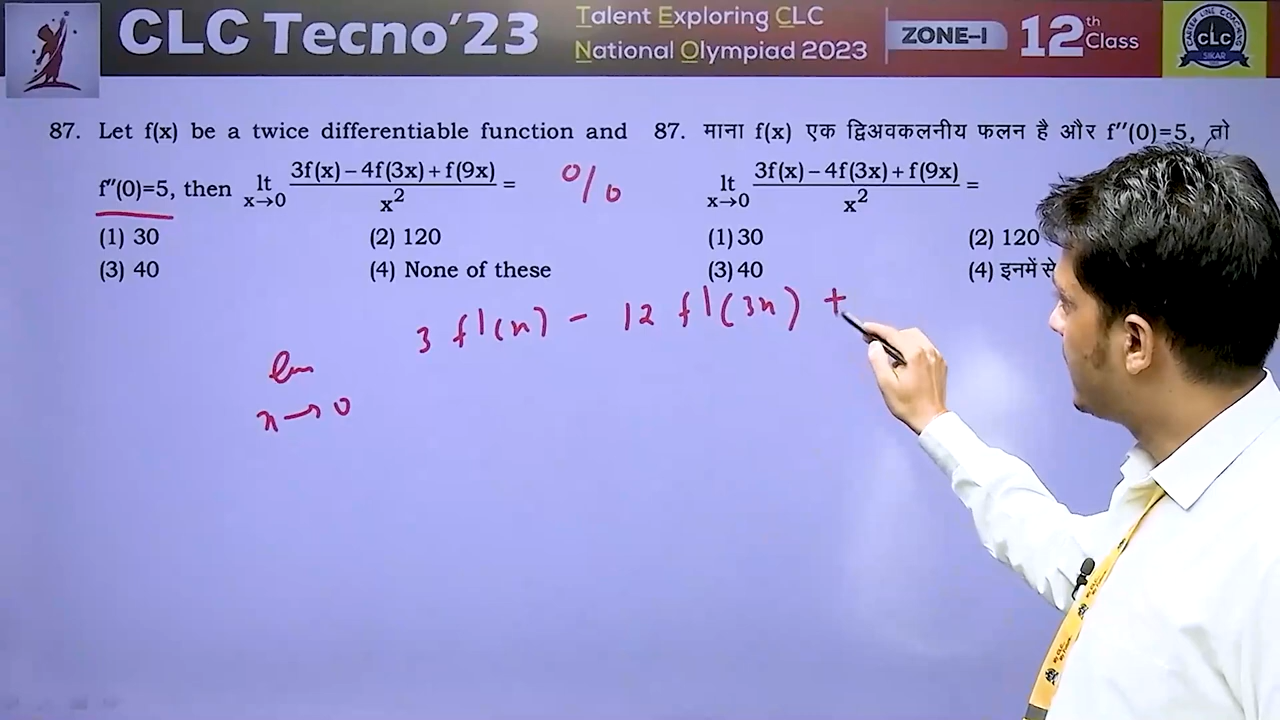 CLC Tecno'23
Talent Exploring CLC
National Olympiad 2023
ZONE-I
12th Class
CLC
SIKAR
87. Let f(x) be a twice differentiable function and
f''(0)=5, then lt x→0 (3f(x) – 4f(3x) + f(9x))/x² =
0/0
(1) 30 (2) 120
(3) 40 (4) None of these
87. माना f(x) एक द्विअवकलनीय फलन है और f''(0)=5, तो
lt x→0 (3f(x) – 4f(3x) + f(9x))/x² =
(1) 30 (2) 120
(3) 40 (4) इनमें से
3 f'(x) – 12 f'(3x) +
lim
x→0